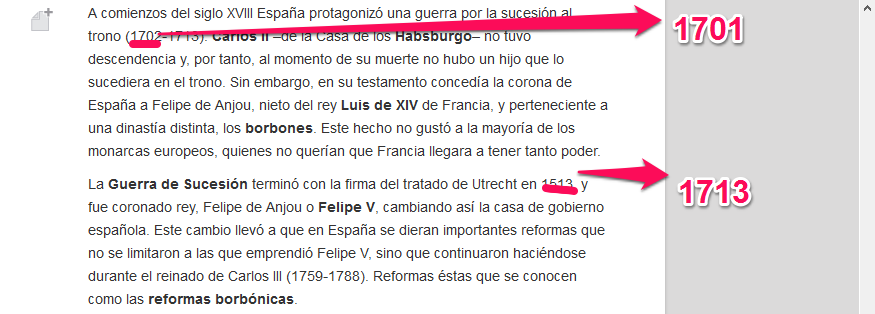 A comienzos del siglo XVIII España protagonizó una guerra por la sucesión al
trono (1702-1713). Carlos II –de la Casa de los Habsburgo– no tuvo
1701
descendencia y, por tanto, al momento de su muerte no hubo un hijo que lo
sucediera en el trono. Sin embargo, en su testamento concedía la corona de
España a Felipe de Anjou, nieto del rey Luis de XIV de Francia, y perteneciente a
una dinastía distinta, los borbones. Este hecho no gustó a la mayoría de los
monarcas europeos, quienes no querían que Francia llegara a tener tanto poder.
La Guerra de Sucesión terminó con la firma del tratado de Utrecht en 1513, y
1713
fue coronado rey, Felipe de Anjou o Felipe V, cambiando así la casa de gobierno
española. Este cambio llevó a que en España se dieran importantes reformas que
no se limitaron a las que emprendió Felipe V, sino que continuaron haciéndose
durante el reinado de Carlos III (1759-1788). Reformas éstas que se conocen
como las reformas borbónicas.